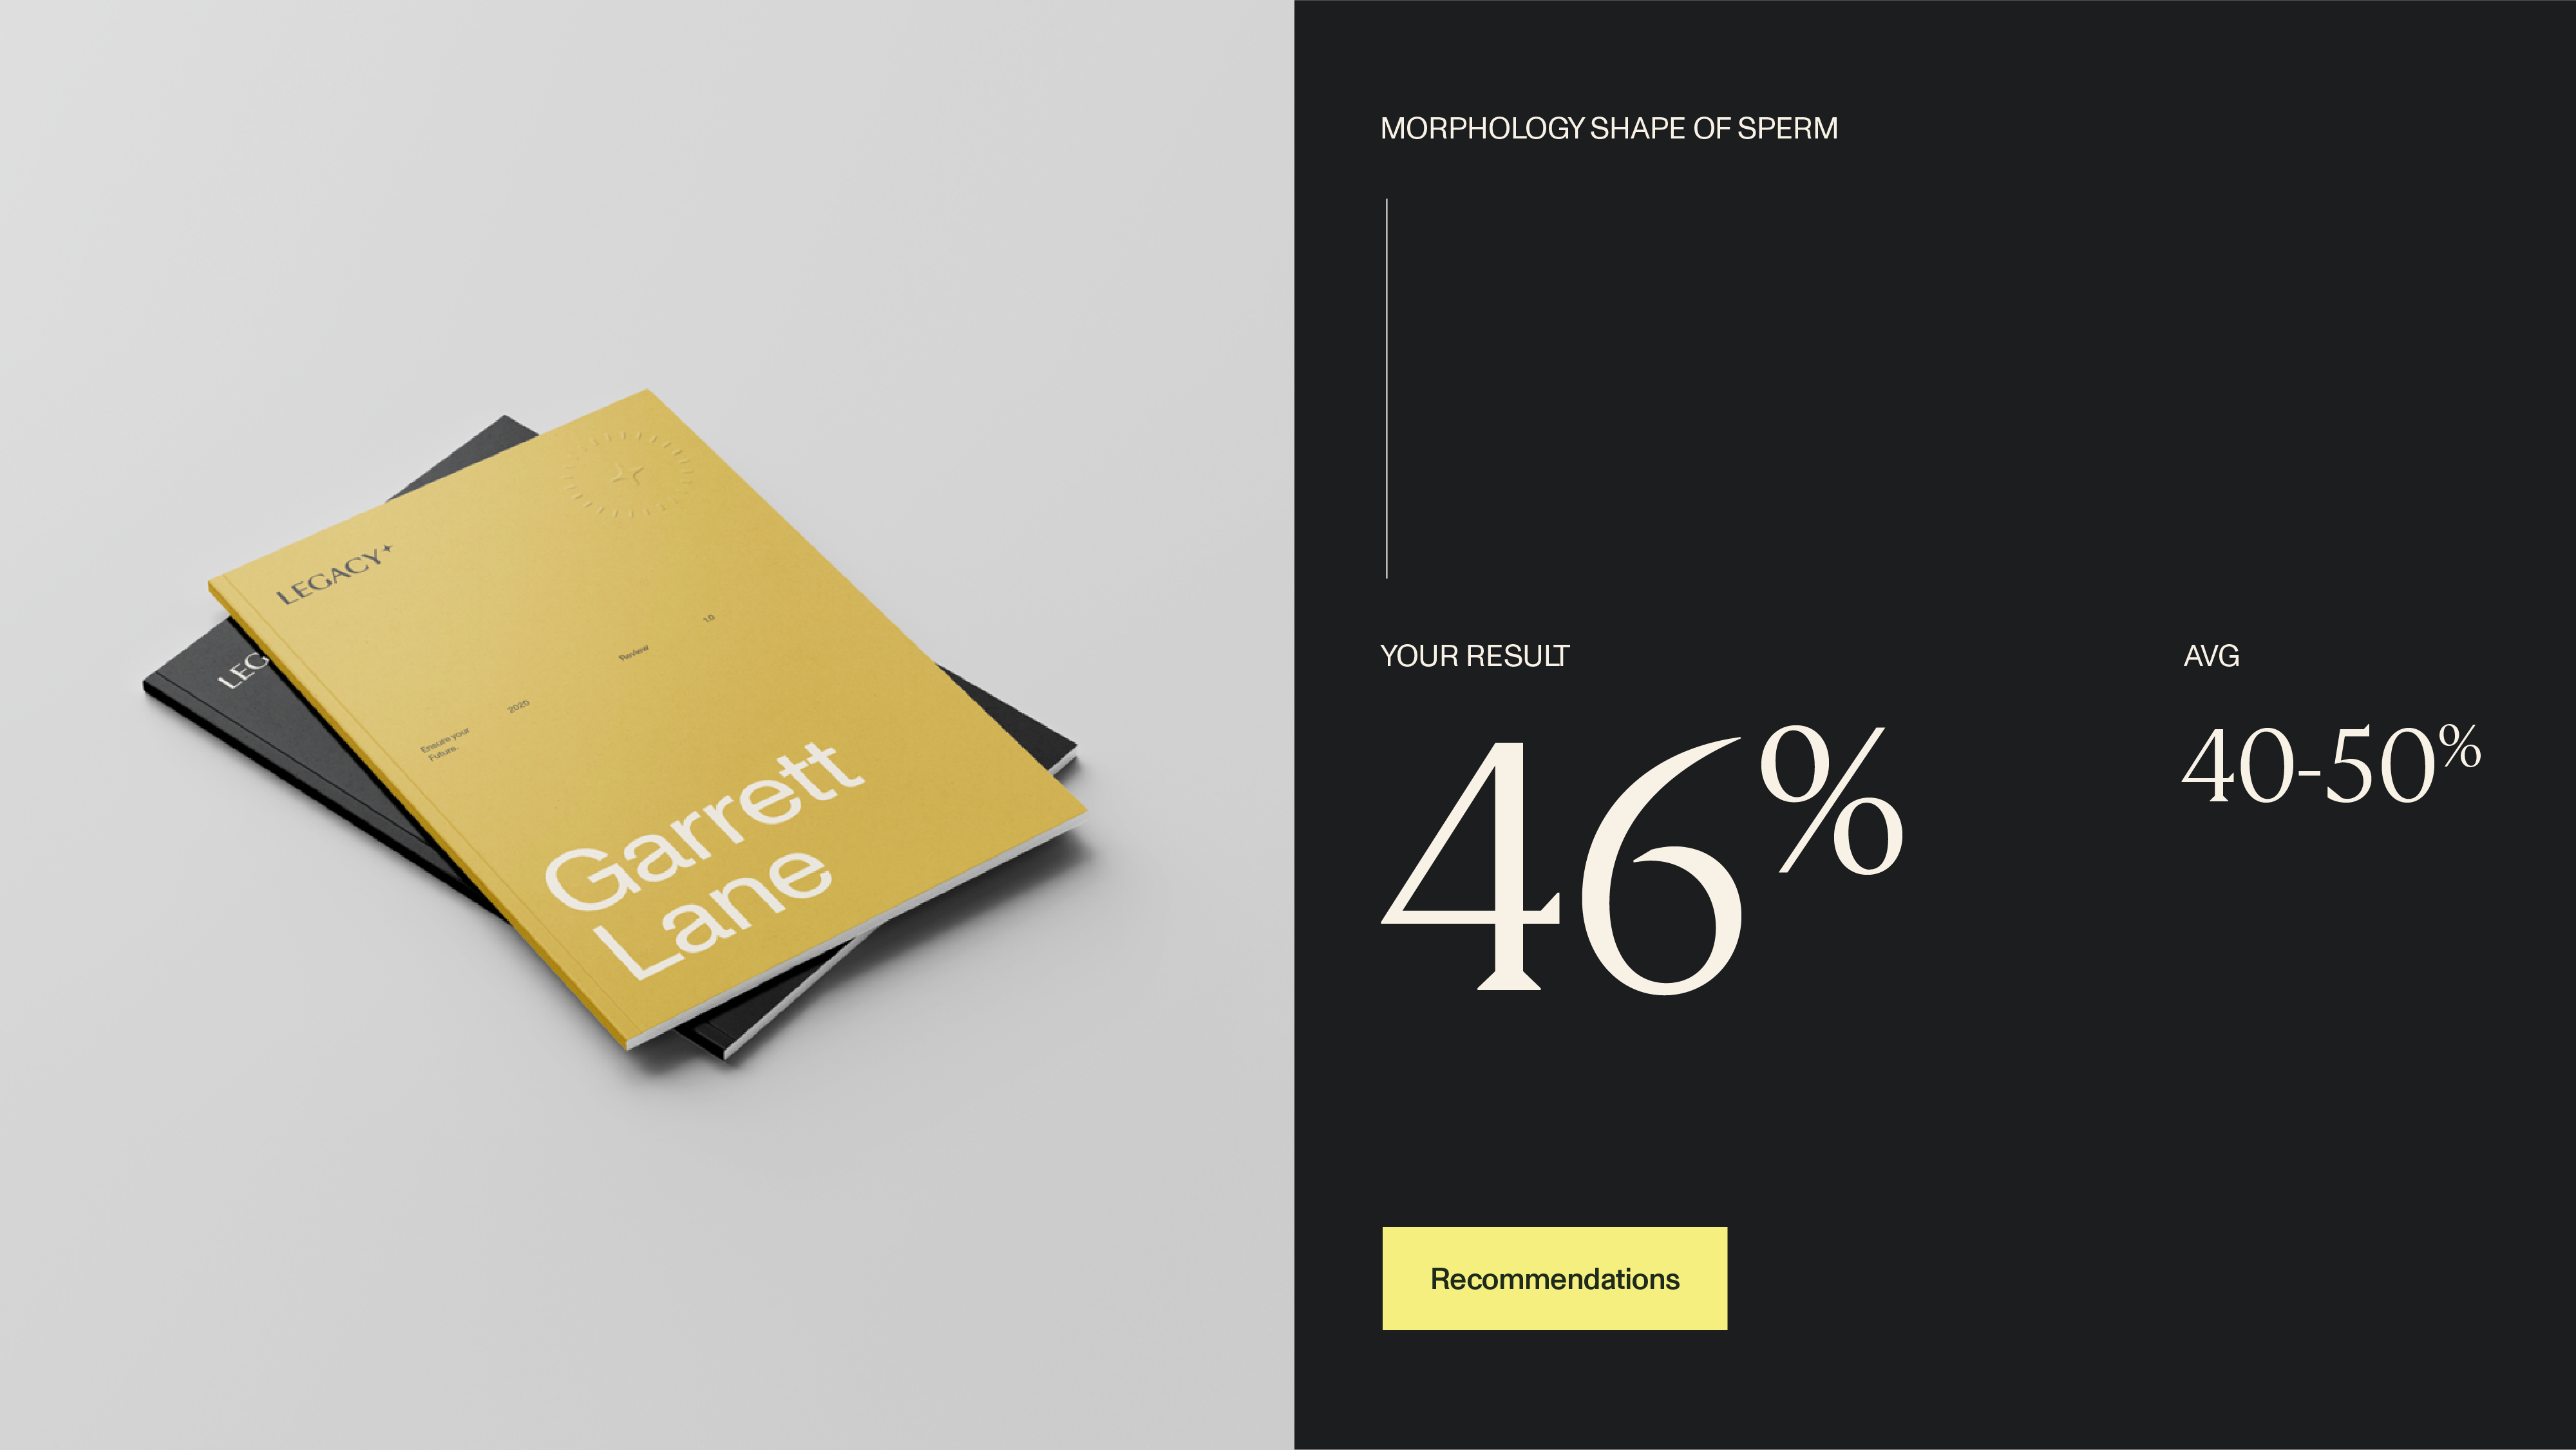 LEGACY
LEG
1.0
Review
2020
Ensure your
Future.
Garrett
Lane
MORPHOLOGY SHAPE OF SPERM
YOUR RESULT
46%
AVG
40-50%
Recommendations